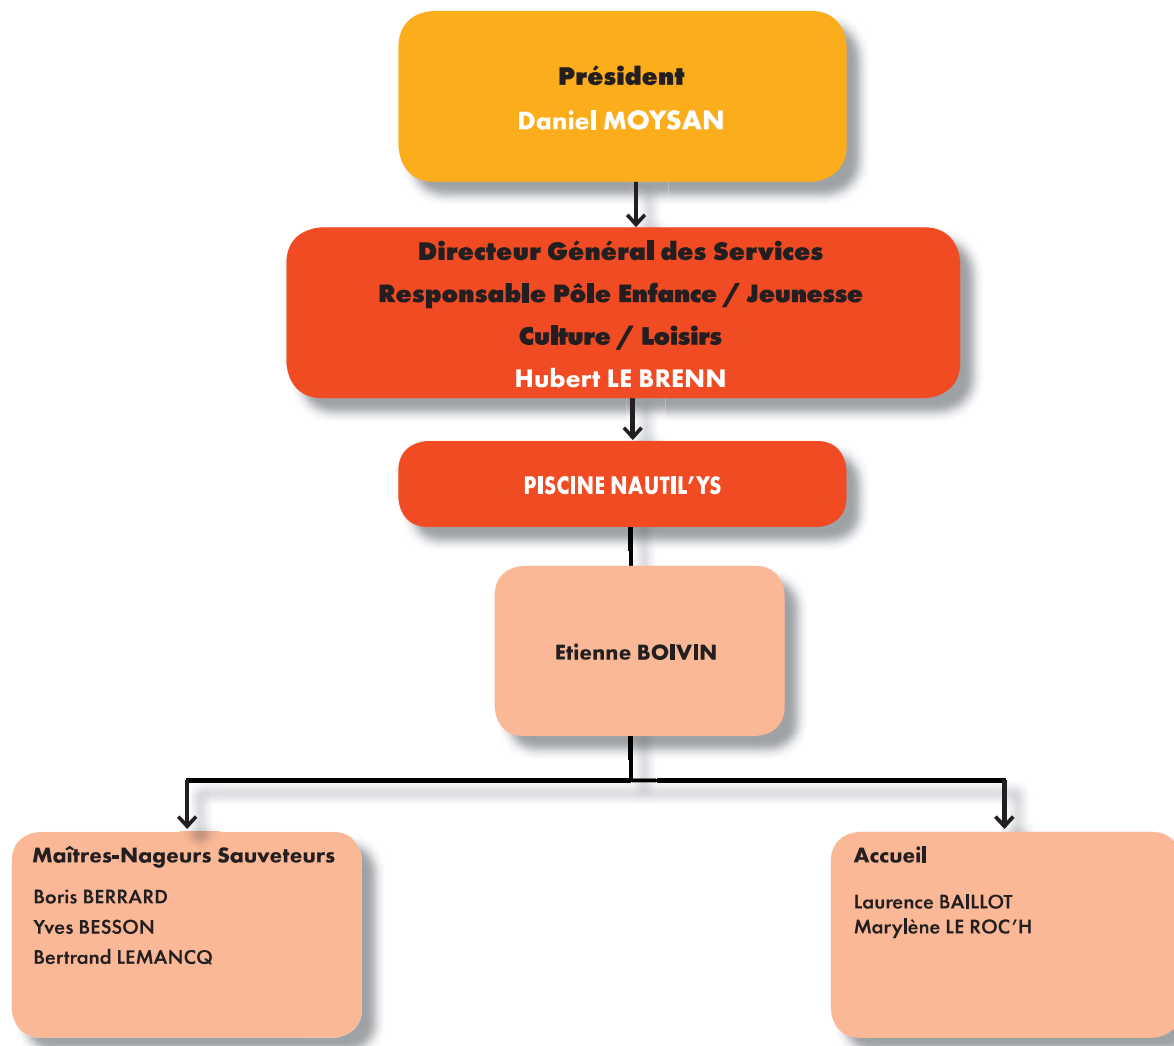 Président
Daniel MOYSAN
Directeur Général des Services
Responsable Pôle Enfance / Jeunesse
Culture / Loisirs
Hubert LE BRENN
PISCINE NAUTIL’YS
Etienne BOIVIN
Maîtres-Nageurs Sauveteurs
Boris BERRARD
Yves BESSON
Bertrand LEMANCQ
Accueil
Laurence BAILLOT
Marylène LE ROC’H